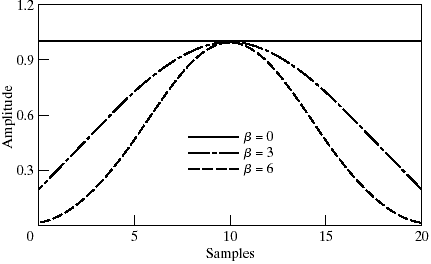 1.2
0.9
0.6
0.3
0
Amplitude
β = 0
β = 3
β = 6
5
10
15
20
Samples